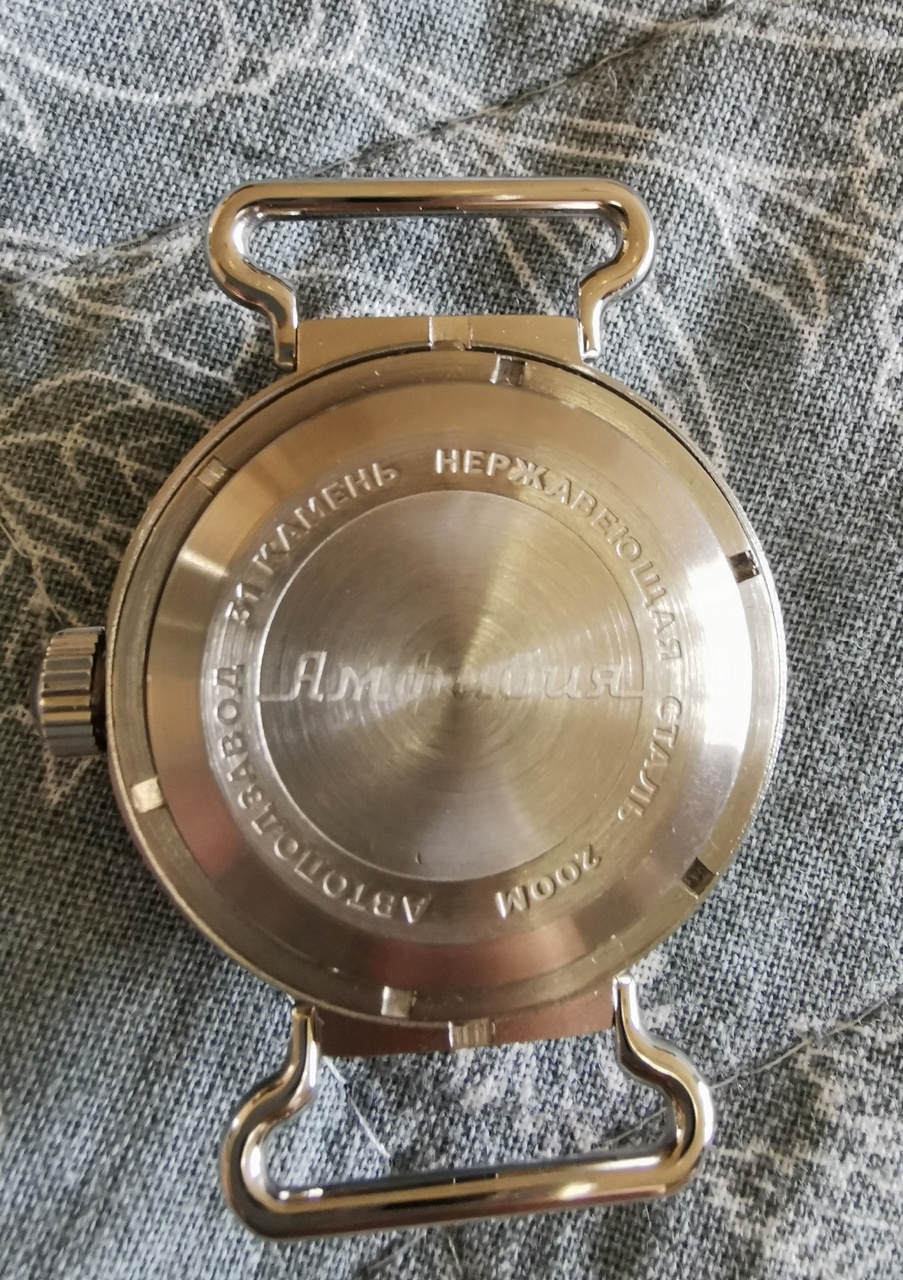 АВТОПОДЗАВОД 31 КАМЕНЬ НЕРЖАВЕЮЩАЯ СТАЛЬ 200М
Амфибия